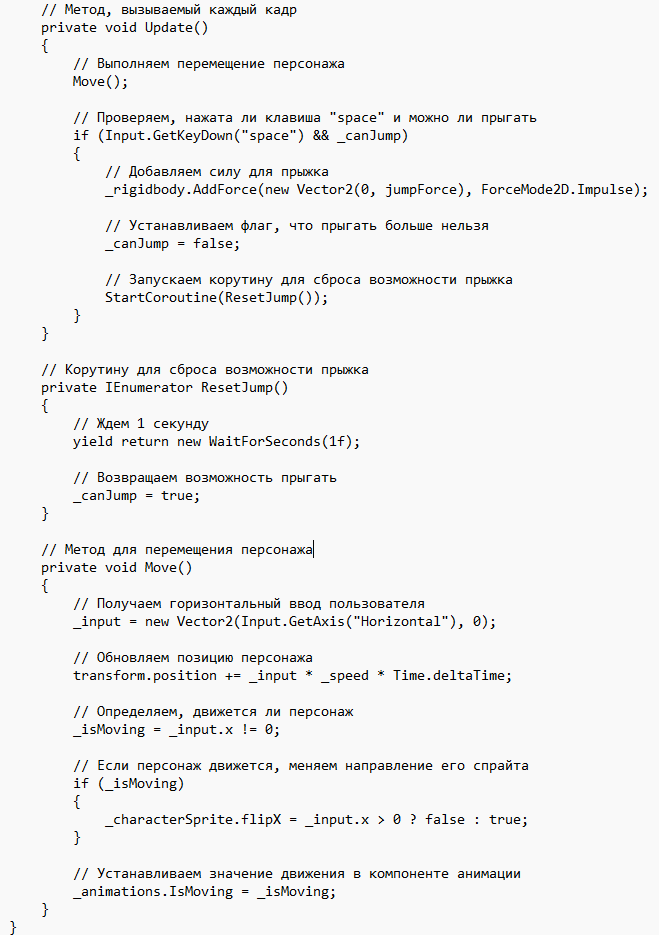 // Метод, вызываемый каждый кадр
private void Update()
{
// Выполняем перемещение персонажа
Move();
// Проверяем, нажата ли клавиша "space" и можно ли прыгать
if (Input.GetKeyDown("space") && _canJump)
{
// Добавляем силу для прыжка
_rigidbody.AddForce(new Vector2(0, jumpForce), ForceMode2D.Impulse);
// Устанавливаем флаг, что прыгать больше нельзя
_canJump = false;
// Запускаем корутину для сброса возможности прыжка
StartCoroutine(ResetJump());
}
}
// Корутину для сброса возможности прыжка
private IEnumerator ResetJump()
{
// Ждем 1 секунду
yield return new WaitForSeconds(1f);
// Возвращаем возможность прыгать
_canJump = true;
}
// Метод для перемещения персонажа
private void Move()
{
// Получаем горизонтальный ввод пользователя
_input = new Vector2(Input.GetAxis("Horizontal"), 0);
// Обновляем позицию персонажа
transform.position += _input * _speed * Time.deltaTime;
// Определяем, движется ли персонаж
_isMoving = _input.x != 0;
// Если персонаж движется, меняем направление его спрайта
if (_isMoving)
{
_characterSprite.flipX = _input.x > 0 ? false : true;
}
// Устанавливаем значение движения в компоненте анимации
_animations.IsMoving = _isMoving;
}
}